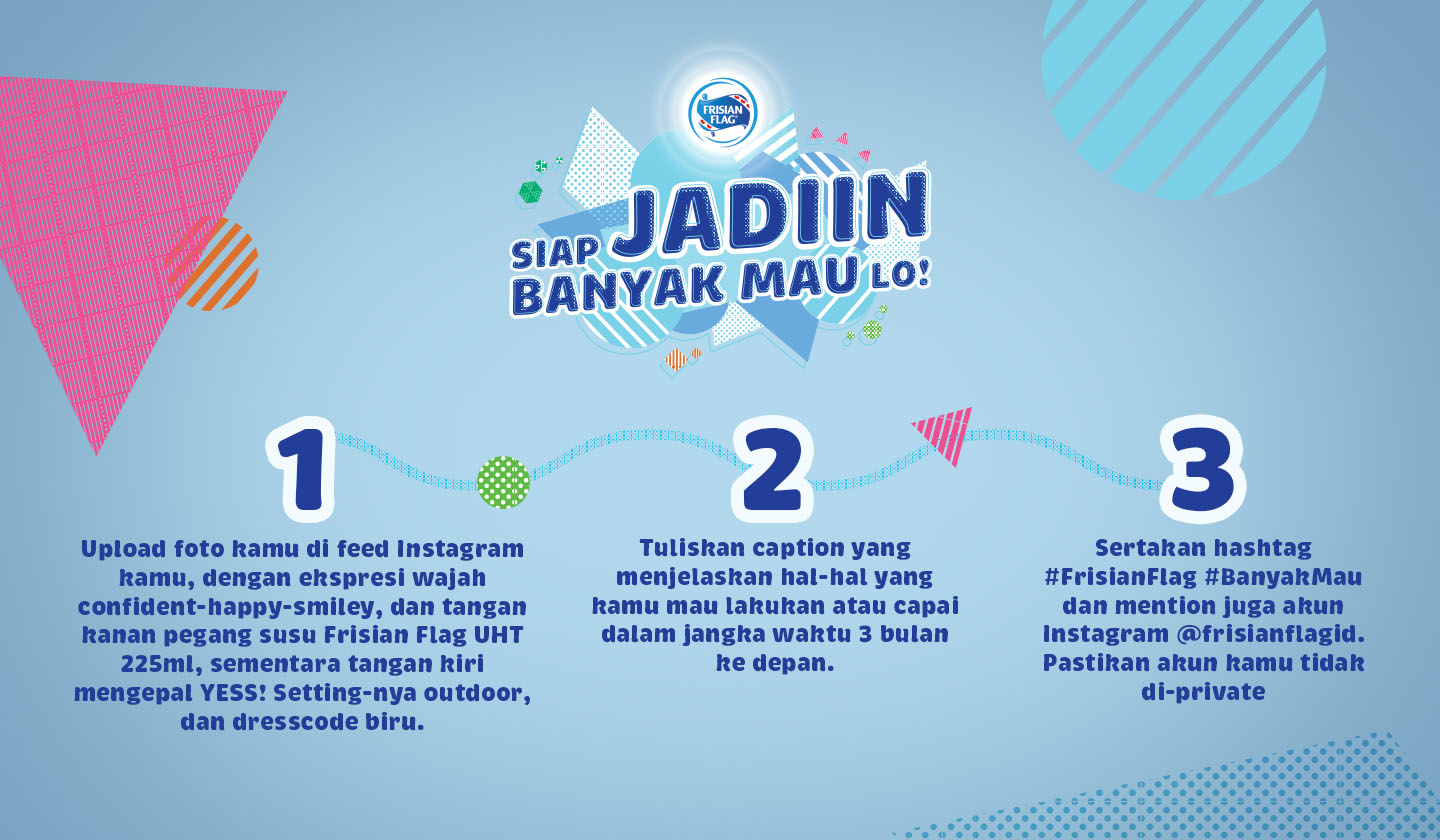 FRISIAN
FLAG
SIAP JADIIN
BANYAK MAU LO!
1
Upload foto kamu di feed Instagram
kamu, dengan ekspresi wajah
confident-happy-smiley, dan tangan
kanan pegang susu Frisian Flag UHT
225ml, sementara tangan kiri
mengepal YESS! Setting-nya outdoor,
dan dresscode biru.
2
Tuliskan caption yang
menjelaskan hal-hal yang
kamu mau lakukan atau capai
dalam jangka waktu 3 bulan
ke depan.
3
Sertakan hashtag
#FrisianFlag #BanyakMau
dan mention juga akun
Instagram @frisianflagid.
Pastikan akun kamu tidak
di-private